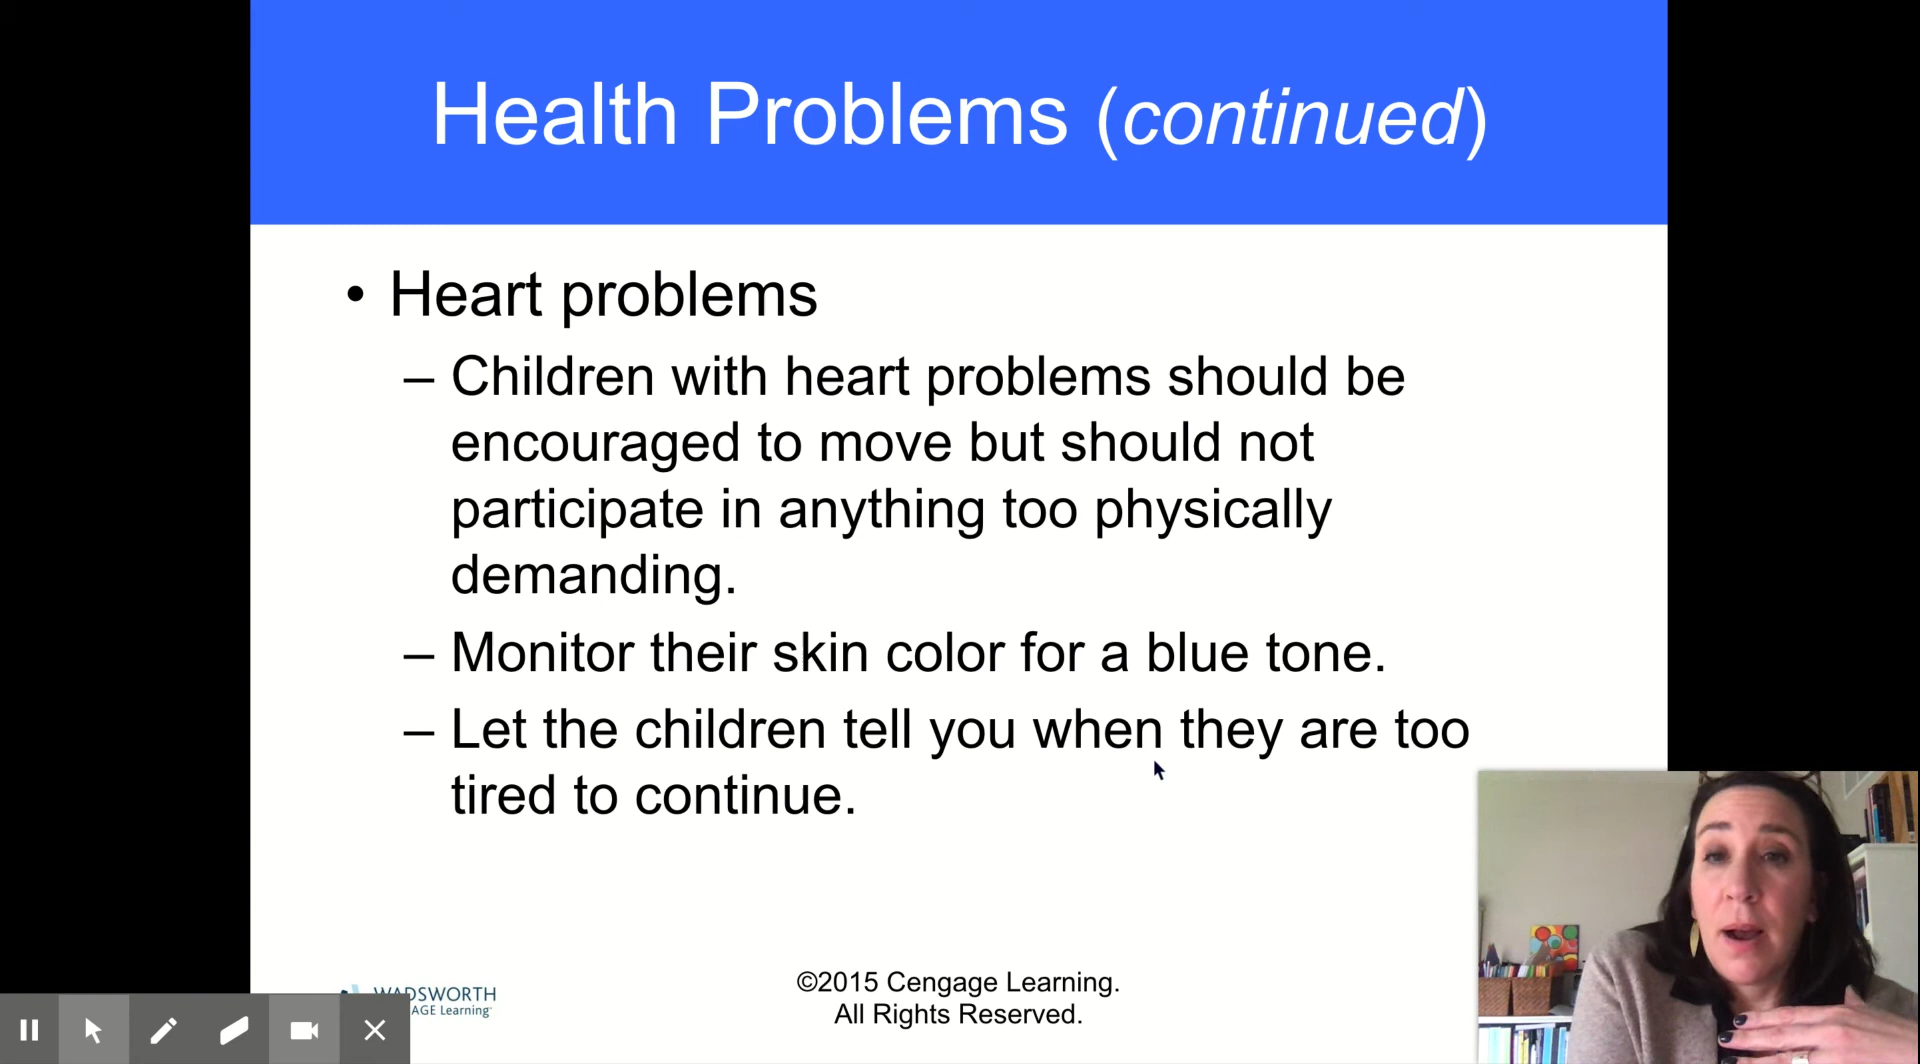 Health Problems (continued)
• Heart problems
– Children with heart problems should be
encouraged to move but should not
participate in anything too physically
demanding.
– Monitor their skin color for a blue tone.
– Let the children tell you when they are too
tired to continue.
WADSWORTH
AGE Learning
©2015 Cengage Learning.
All Rights Reserved.